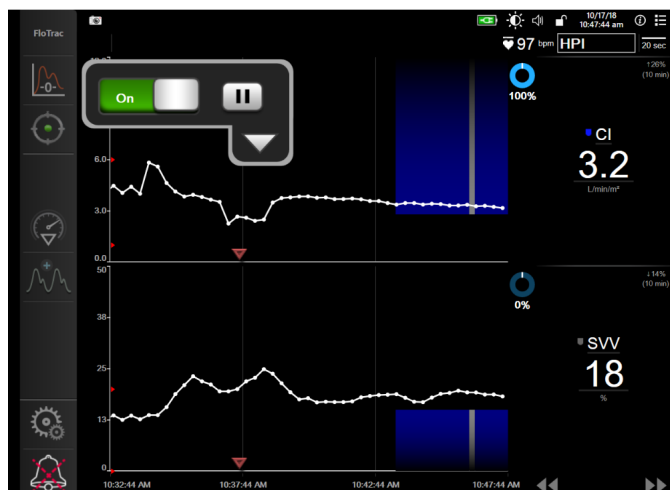 FloTrac
10/17/18
10:47:44 am
97 bpm
HPI
20 sec
-0-
On
100%
↑26%
(10 min)
CI
3.2
L/min/m²
6.0
3.0
0.0
50
0%
↓14%
(10 min)
38
25
13
0
SVV
18
%
10:32:44 AM
10:37:44 AM
10:42:44 AM
10:47:44 AM